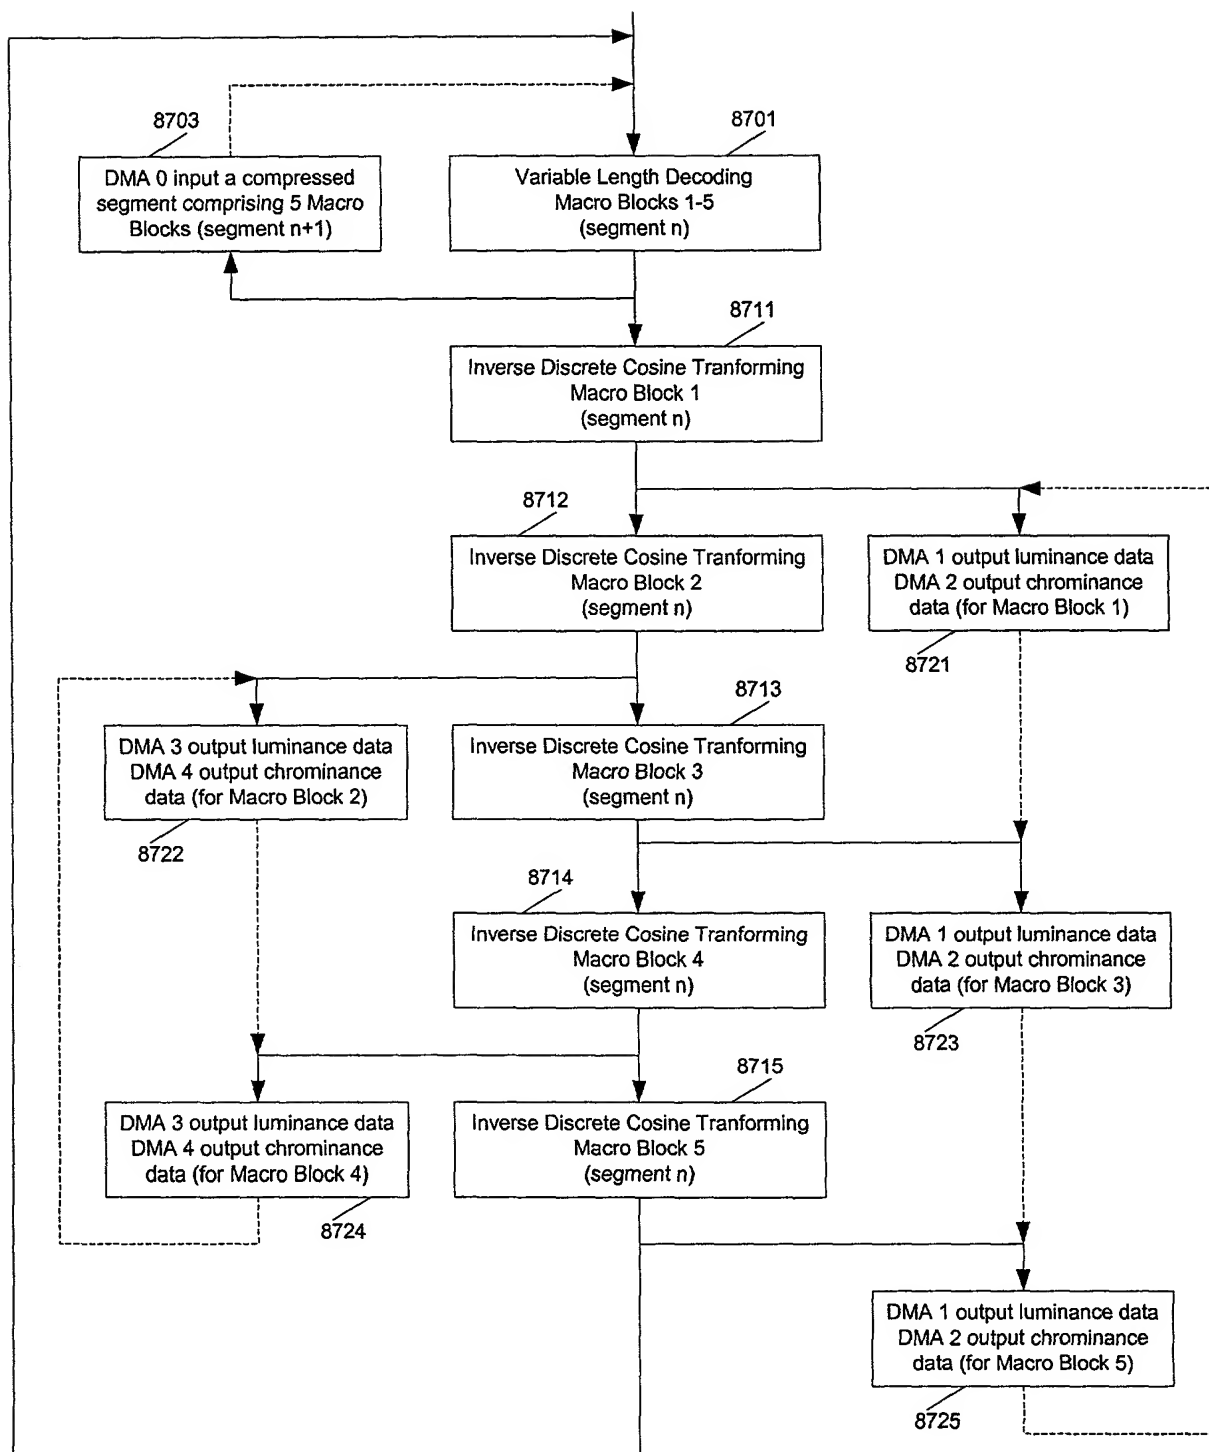 8703
8701
DMA 0 input a compressed
segment comprising 5 Macro
Blocks (segment n+1)
Variable Length Decoding
Macro Blocks 1-5
(segment n)
8711
Inverse Discrete Cosine Tranforming
Macro Block 1
(segment n)
8712
Inverse Discrete Cosine Tranforming
Macro Block 2
(segment n)
DMA 1 output luminance data
DMA 2 output chrominance
data (for Macro Block 1)
8721
8713
DMA 3 output luminance data
DMA 4 output chrominance
data (for Macro Block 2)
Inverse Discrete Cosine Tranforming
Macro Block 3
(segment n)
8722
8714
Inverse Discrete Cosine Tranforming
Macro Block 4
(segment n)
DMA 1 output luminance data
DMA 2 output chrominance
data (for Macro Block 3)
8723
8715
DMA 3 output luminance data
DMA 4 output chrominance
data (for Macro Block 4)
Inverse Discrete Cosine Tranforming
Macro Block 5
(segment n)
8724
DMA 1 output luminance data
DMA 2 output chrominance
data (for Macro Block 5)
8725